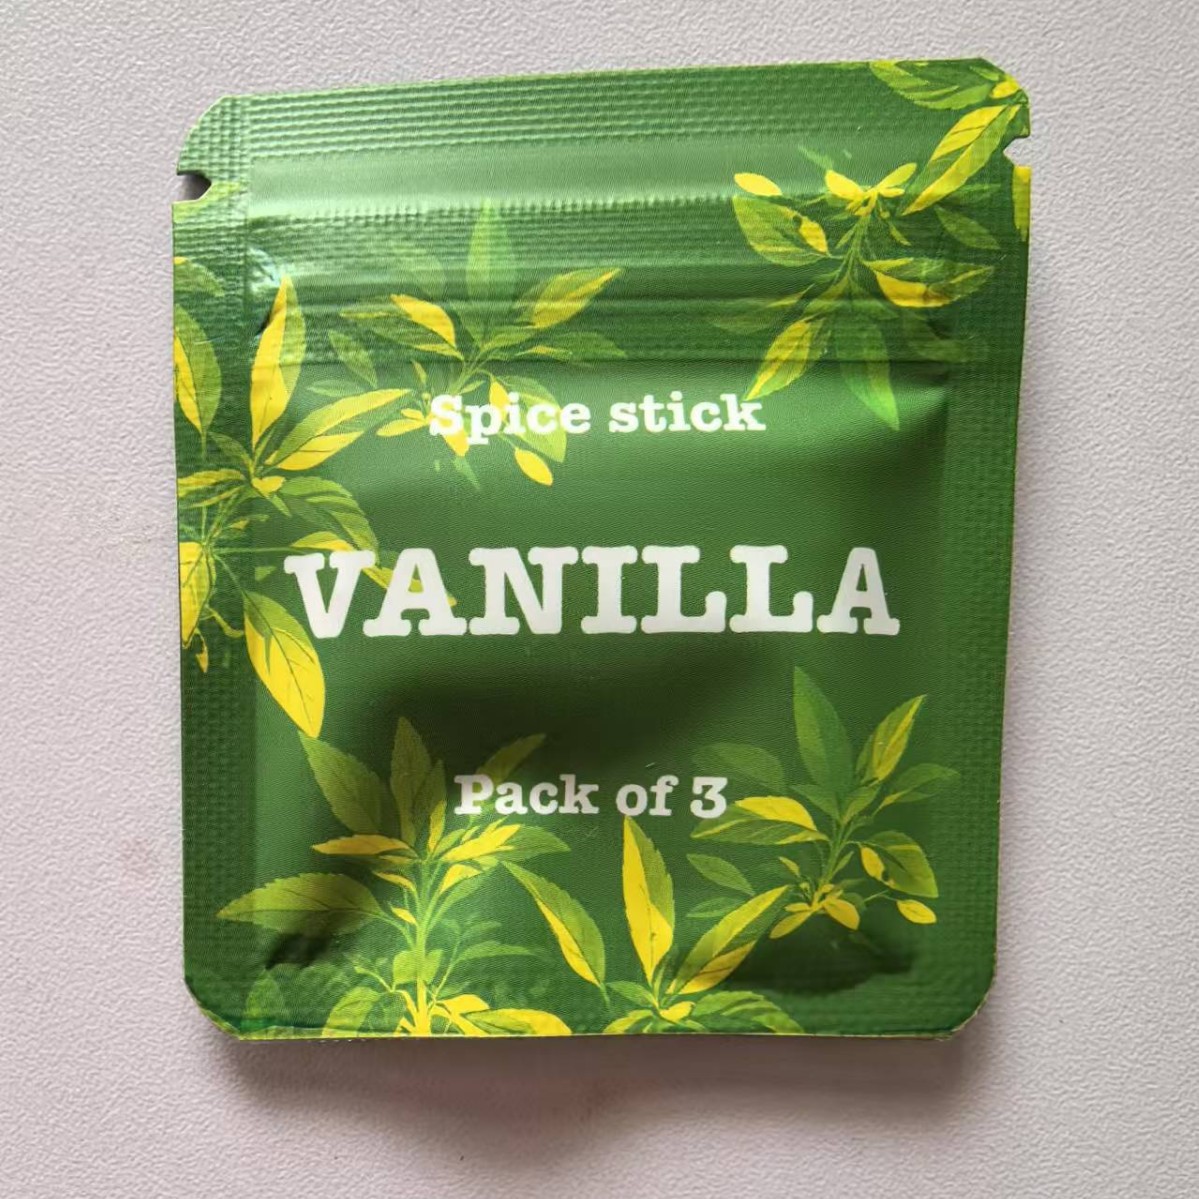 Spice stick
VANILLA
Pack of 3